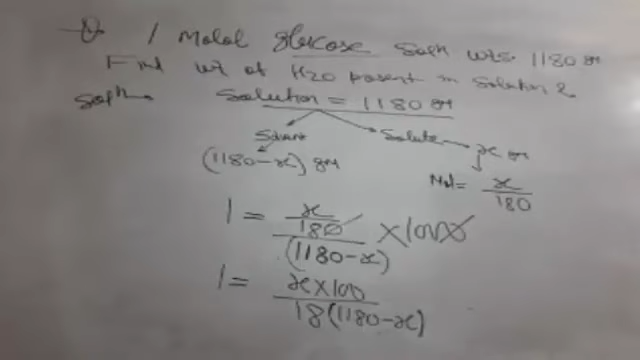 Q 1 Molal glucose Soln wts. 1180 gm
Find wt of H2O present in Solution ?
Soln. Solution = 1180 gm
Solvent Solute x gm
(1180-x) gm Mol= x/180
1 = (x/180)/(1180-x) ×1000
1 = (x×100)/(18(1180-x))